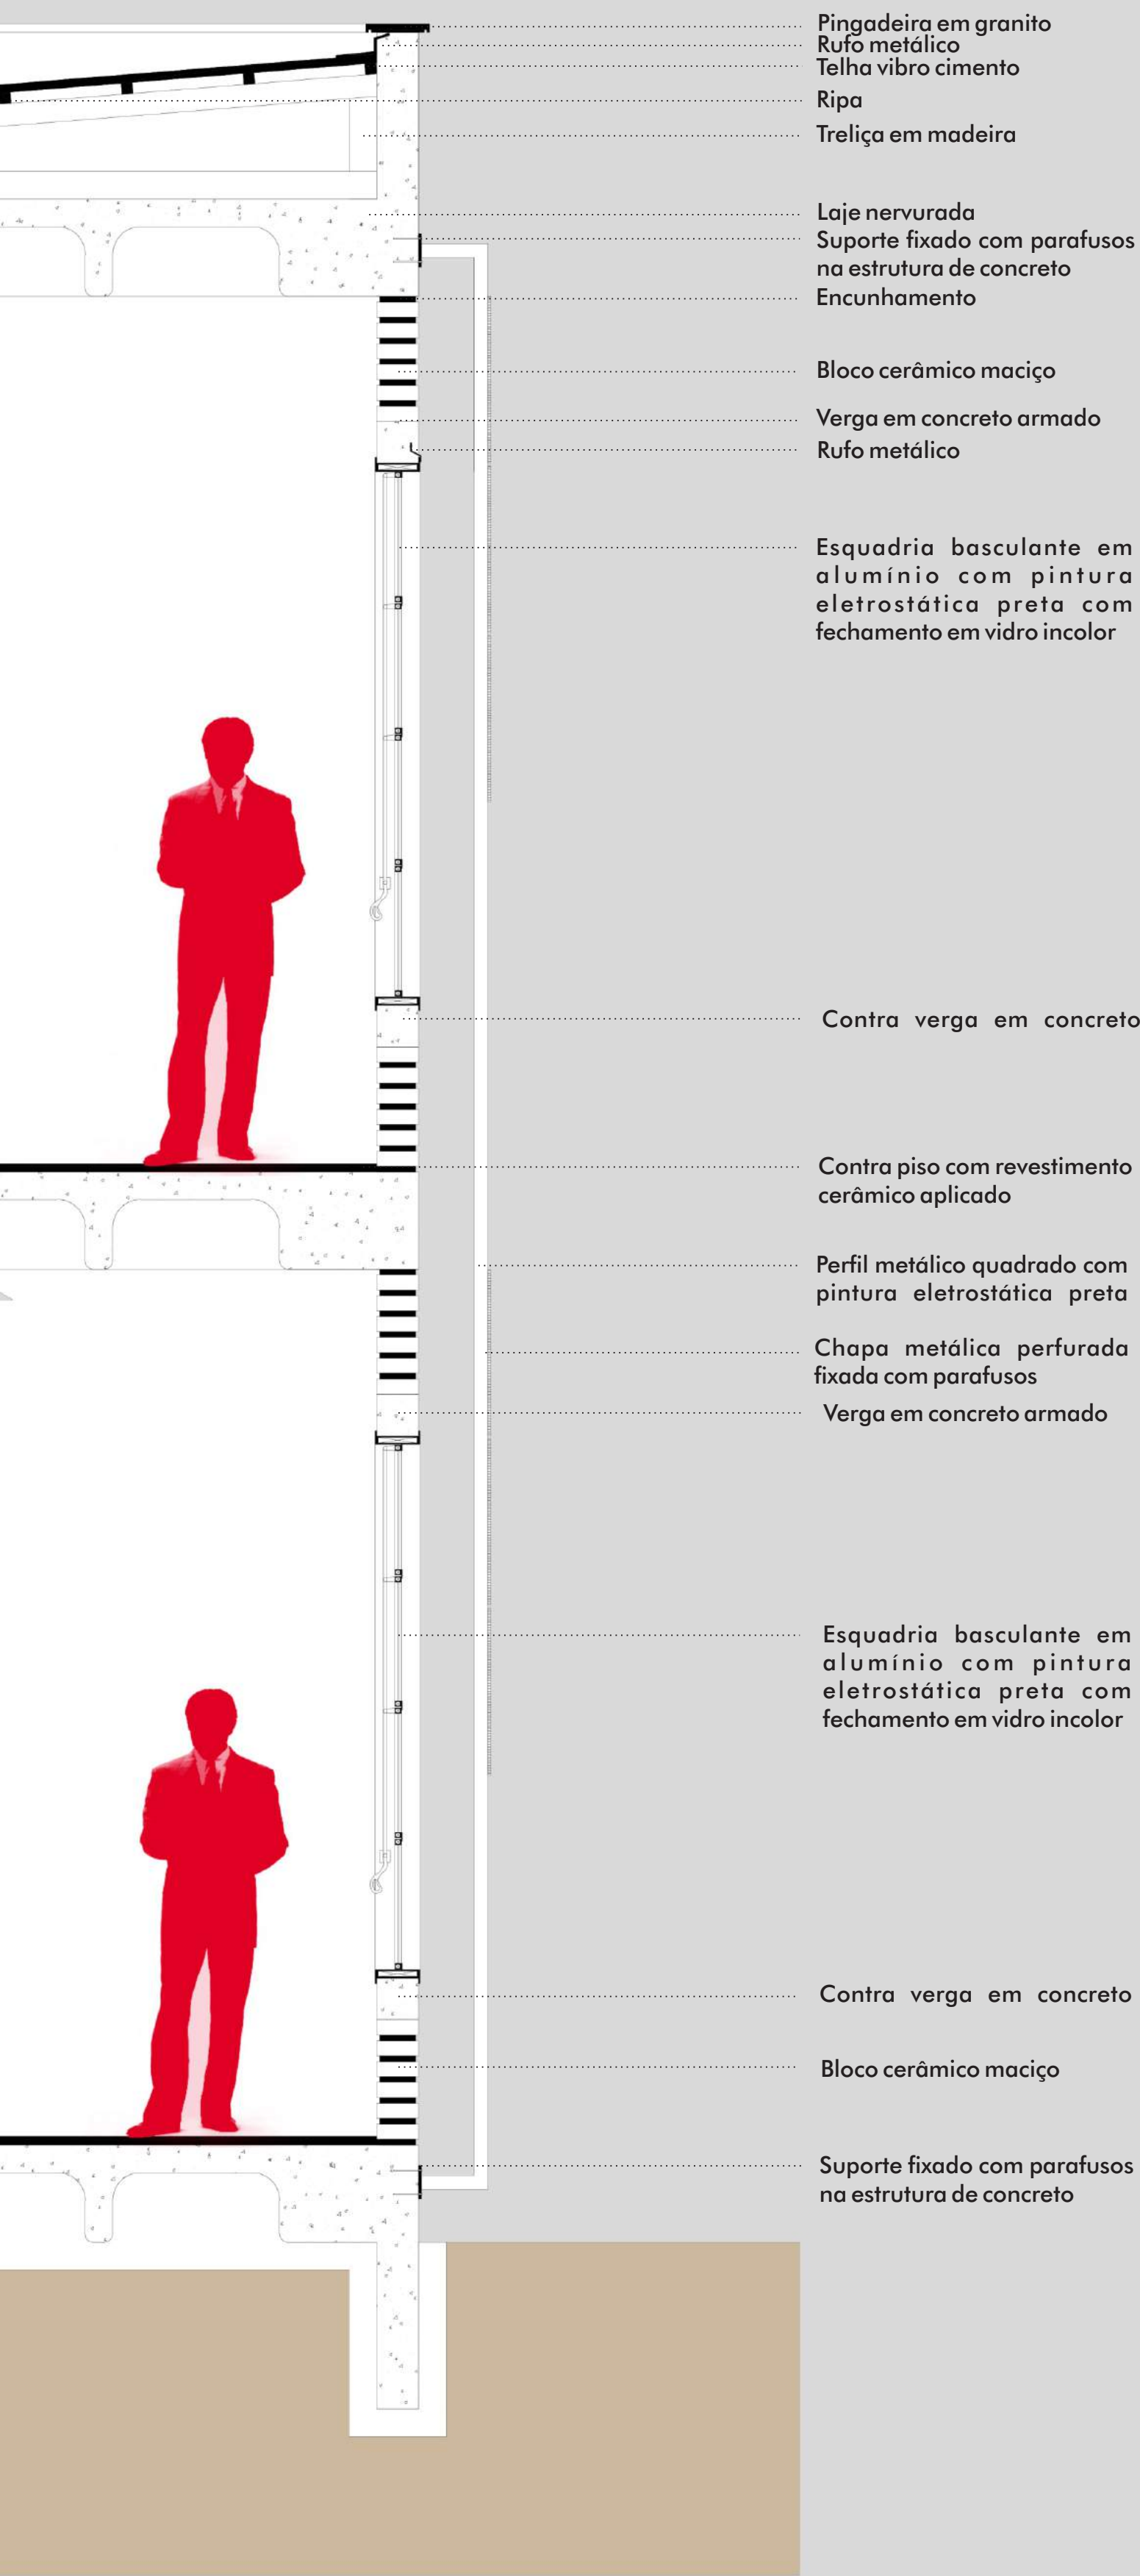 Pingadeira em granito
Rufo metálico
Telha vibro cimento
Ripa
Treliça em madeira
Laje nervurada
Suporte fixado com parafusos
na estrutura de concreto
Encunhamento
Bloco cerâmico maciço
Verga em concreto armado
Rufo metálico
Esquadria basculante em
alumínio com pintura
eletrostática preta com
fechamento em vidro incolor
Contra verga em concreto
Contra piso com revestimento
cerâmico aplicado
Perfil metálico quadrado com
pintura eletrostática preta
Chapa metálica perfurada
fixada com parafusos
Verga em concreto armado
Esquadria basculante em
alumínio com pintura
eletrostática preta com
fechamento em vidro incolor
Contra verga em concreto
Bloco cerâmico maciço
Suporte fixado com parafusos
na estrutura de concreto